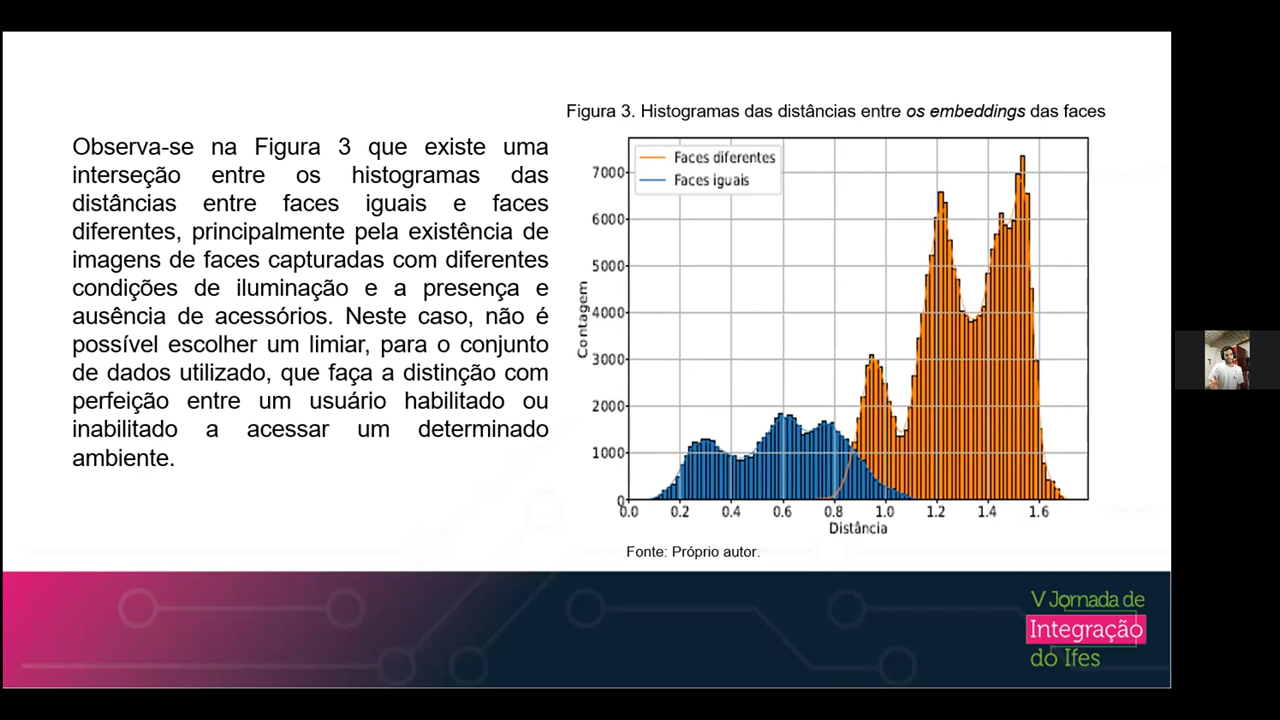 Figura 3. Histogramas das distâncias entre os embeddings das faces
Observa-se na Figura 3 que existe uma
interseção entre os histogramas das
distâncias entre faces iguais e faces
diferentes, principalmente pela existência de
imagens de faces capturadas com diferentes
condições de iluminação e a presença e
ausência de acessórios. Neste caso, não é
possível escolher um limiar, para o conjunto
de dados utilizado, que faça a distinção com
perfeição entre um usuário habilitado ou
inabilitado a acessar um determinado
ambiente.
Faces diferentes
Faces iguais
Contagem
7000
6000
5000
4000
3000
2000
1000
0
0.0 0.2 0.4 0.6 0.8 1.0 1.2 1.4 1.6
Distância
Fonte: Próprio autor.
V Jornada de
Integração
do Ifes